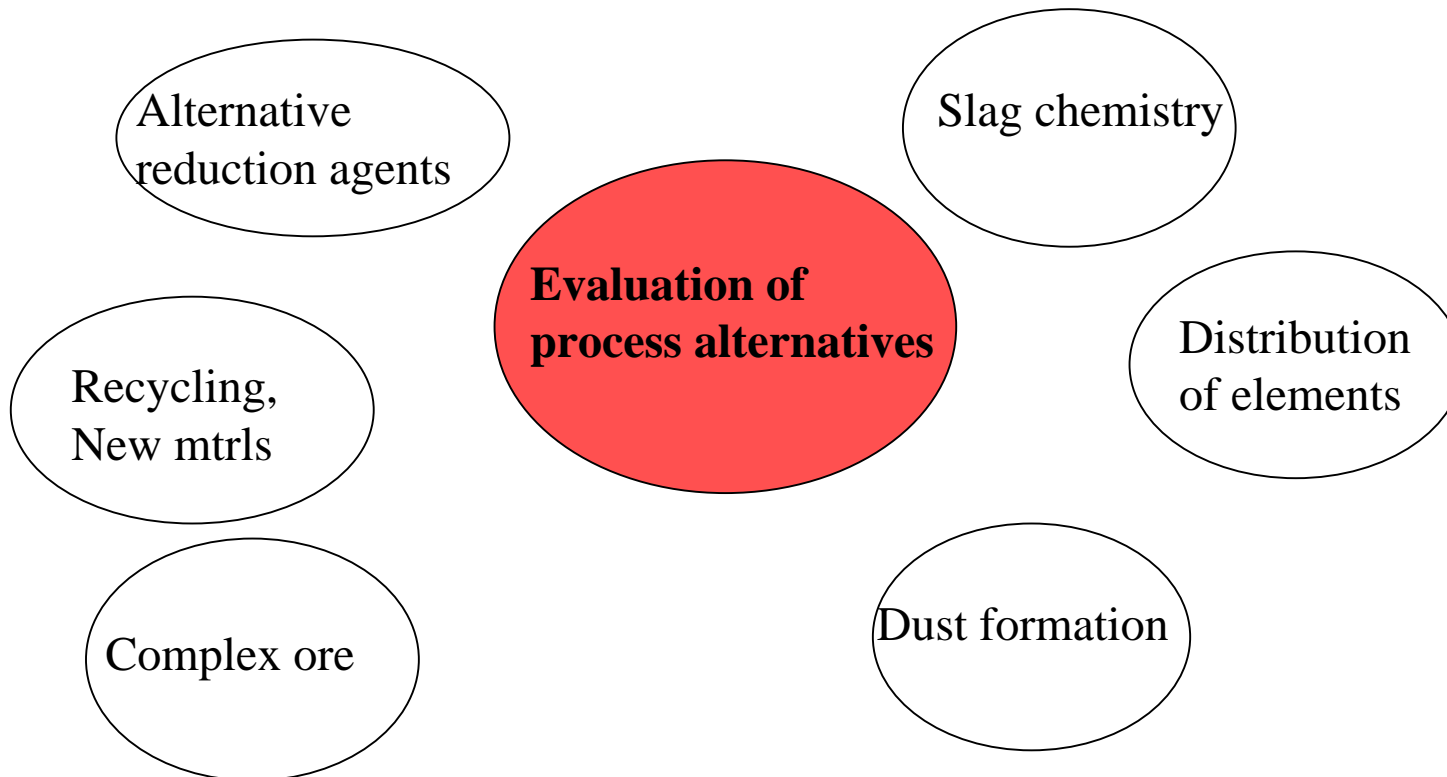 Alternative
reduction agents
Slag chemistry
Evaluation of
process alternatives
Distribution
of elements
Recycling,
New mtrls
Complex ore
Dust formation